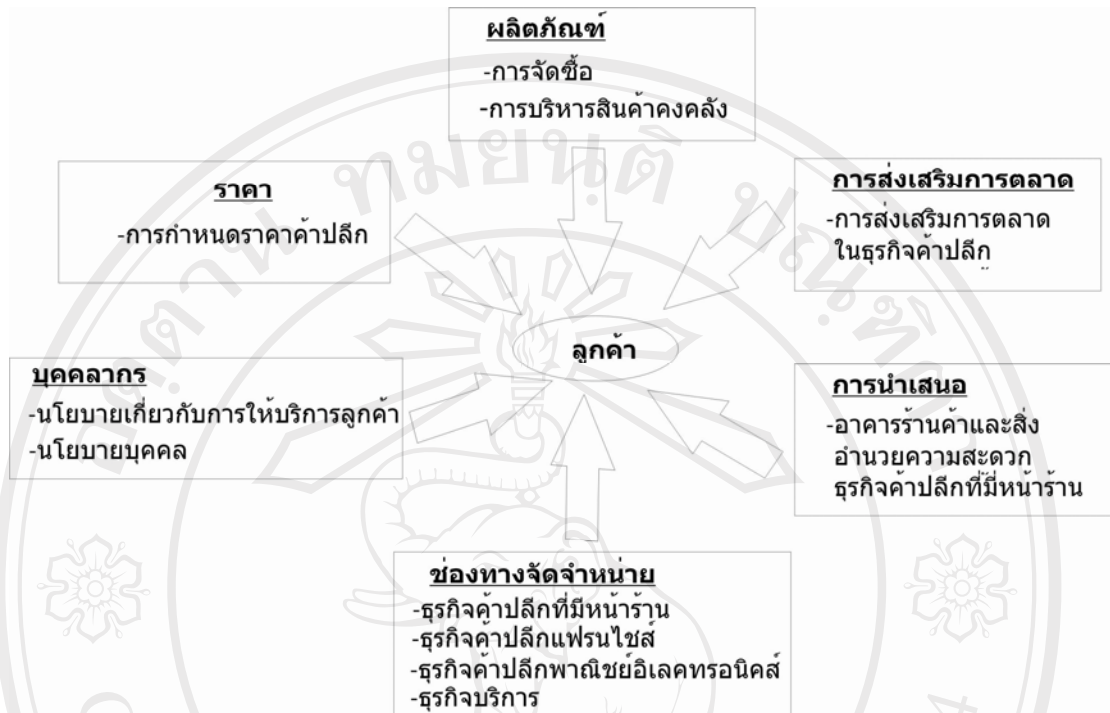 ผลิตภัณฑ์
-การจัดซื้อ
-การบริหารสินค้าคงคลัง
ราคา
-การกำหนดราคาค้าปลีก
การส่งเสริมการตลาด
-การส่งเสริมการตลาด
ในธุรกิจค้าปลีก
ลูกค้า
บุคคลากร
-นโยบายเกี่ยวกับการให้บริการลูกค้า
-นโยบายบุคคล
การนำเสนอ
-อาคารร้านค้าและสิ่ง
อำนวยความสะดวก
ธุรกิจค้าปลีกที่มีหน้าร้าน
ช่องทางจัดจำหน่าย
-ธุรกิจค้าปลีกที่มีหน้าร้าน
-ธุรกิจค้าปลีกแฟรนไชส์
-ธุรกิจค้าปลีกพาณิชย์อิเลคทรอนิคส์
-ธุรกิจบริการ